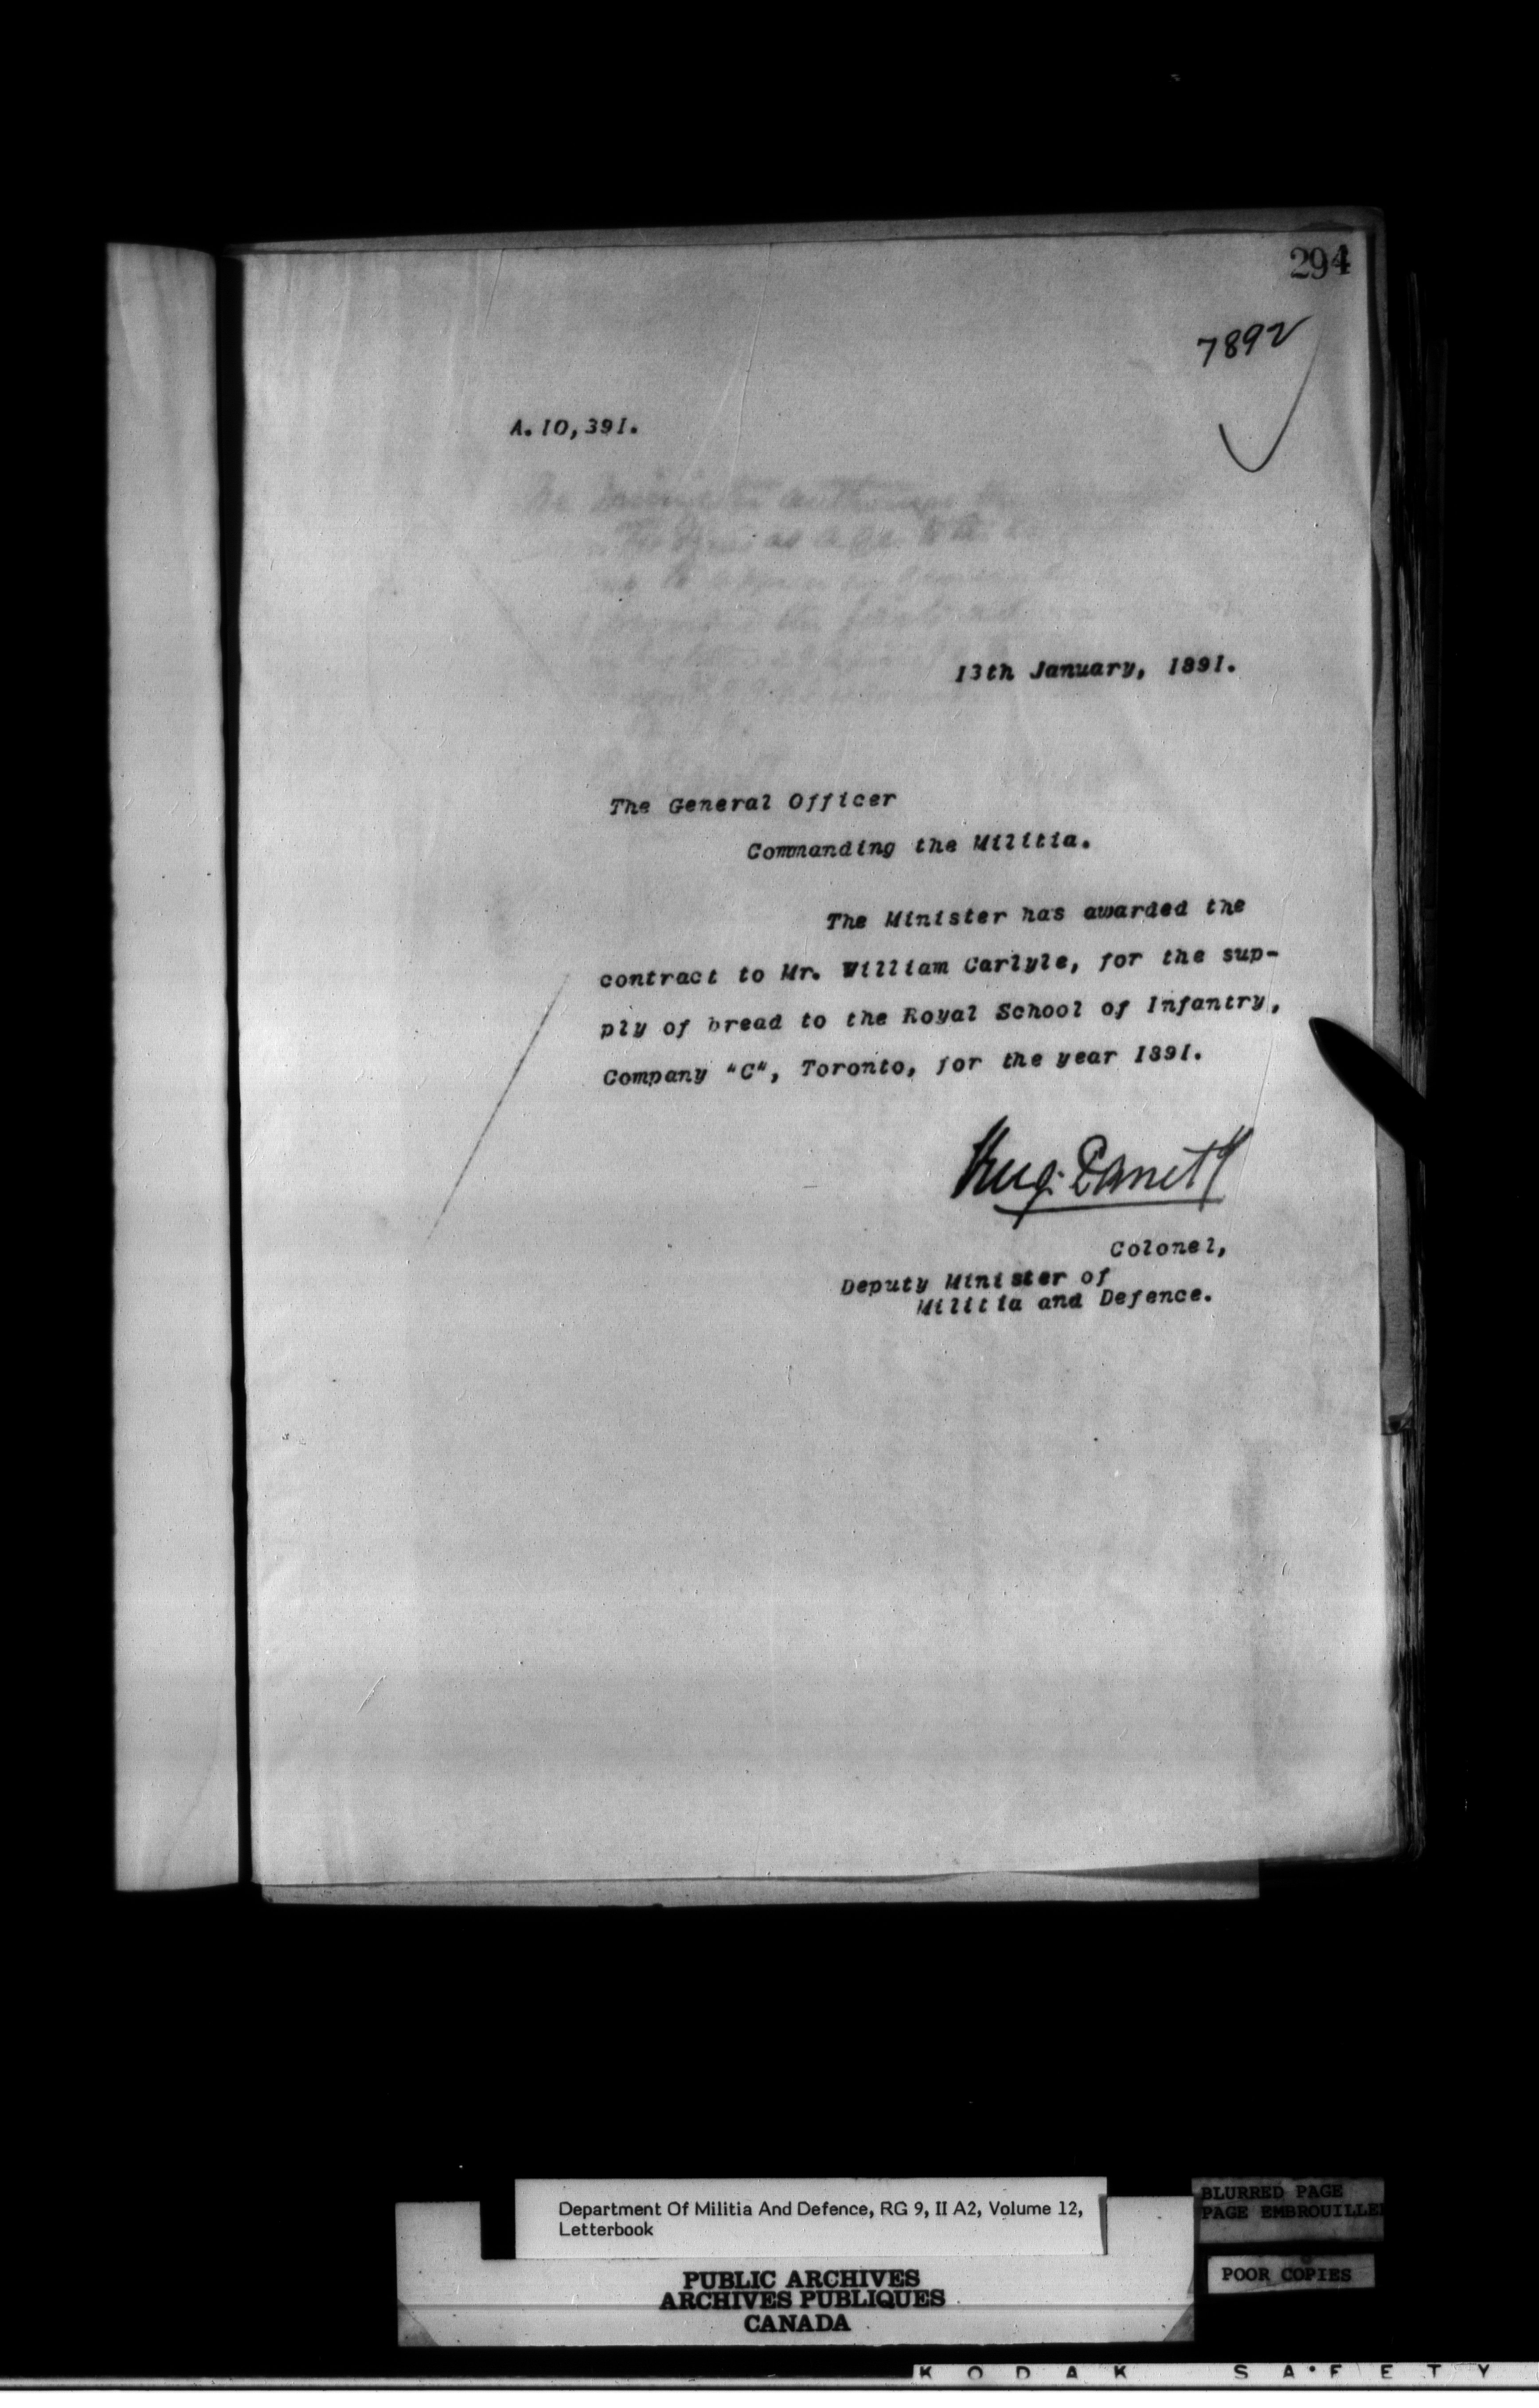 294
7892
A. 10,391.
13th January, 1891.
The General Officer
Commanding the Militia.
The Minister has awarded the
contract to Mr. William Carlyle, for the sup-
ply of bread to the Royal School of Infantry,
Company "C", Toronto, for the year 1891.
Panet
Colonel,
Deputy Minister of
Militia and Defence.
Department Of Militia And Defence, RG 9, II A2, Volume 12,
Letterbook
PUBLIC ARCHIVES
ARCHIVES PUBLIQUES
CANADA
BLURRED PAGE
PAGE EMBROUILLE
POOR COPIES
KODAK SAFETY